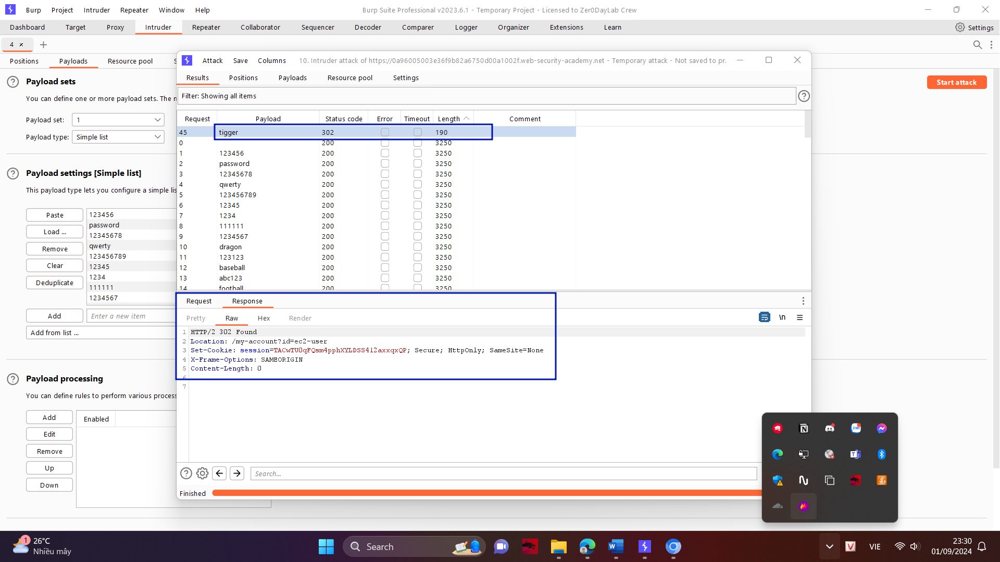 Burp Project Intruder Repeater Window Help
Burp Suite Professional v2023.6.1 - Temporary Project - Licensed to Zer0DayLab Crew
Dashboard Target Proxy Intruder Repeater Collaborator Sequencer Decoder Comparer Logger Organizer Extensions Learn
Settings
4 ×
Positions Payloads Resource pool S
Payload sets
You can define one or more payload sets. The n
Payload set: 1
Payload type: Simple list
Start attack
Payload settings [Simple list]
This payload type lets you configure a simple lis
Paste
Load ...
Remove
Clear
Deduplicate
123456
password
12345678
qwerty
123456789
12345
1234
111111
1234567
Add
Enter a new item
Add from list ...
Payload processing
You can define rules to perform various process
Add
Edit
Remove
Up
Down
Enabled
Attack Save Columns
10. Intruder attack of https://0a96005003e36f9b82a6750d00a1002f.web-security-academy.net - Temporary attack - Not saved to pr.
Results Positions Payloads Resource pool Settings
Filter: Showing all items
Request Payload Status code Error Timeout Length Comment
45 tigger 302 190
0 200 3250
1 123456 200 3250
2 password 200 3250
3 12345678 200 3250
4 qwerty 200 3250
5 123456789 200 3250
6 12345 200 3250
7 1234 200 3250
8 111111 200 3250
9 1234567 200 3250
10 dragon 200 3250
11 123123 200 3250
12 baseball 200 3250
13 abc123 200 3250
14 football 200 3250
Request Response
Pretty Raw Hex Render
\n
1 HTTP/2 302 Found
2 Location: /my-account?id=ec2-user
3 Set-Cookie: session=TACwTU0qFQsm4pphXYLDSS412axxqxQP; Secure; HttpOnly; SameSite=None
4 X-Frame-Options: SAMEORIGIN
5 Content-Length: 0
6
7
Search...
Finished
Zalo
1
26°C
Nhiều mây
Search
VIE
23:30
01/09/2024